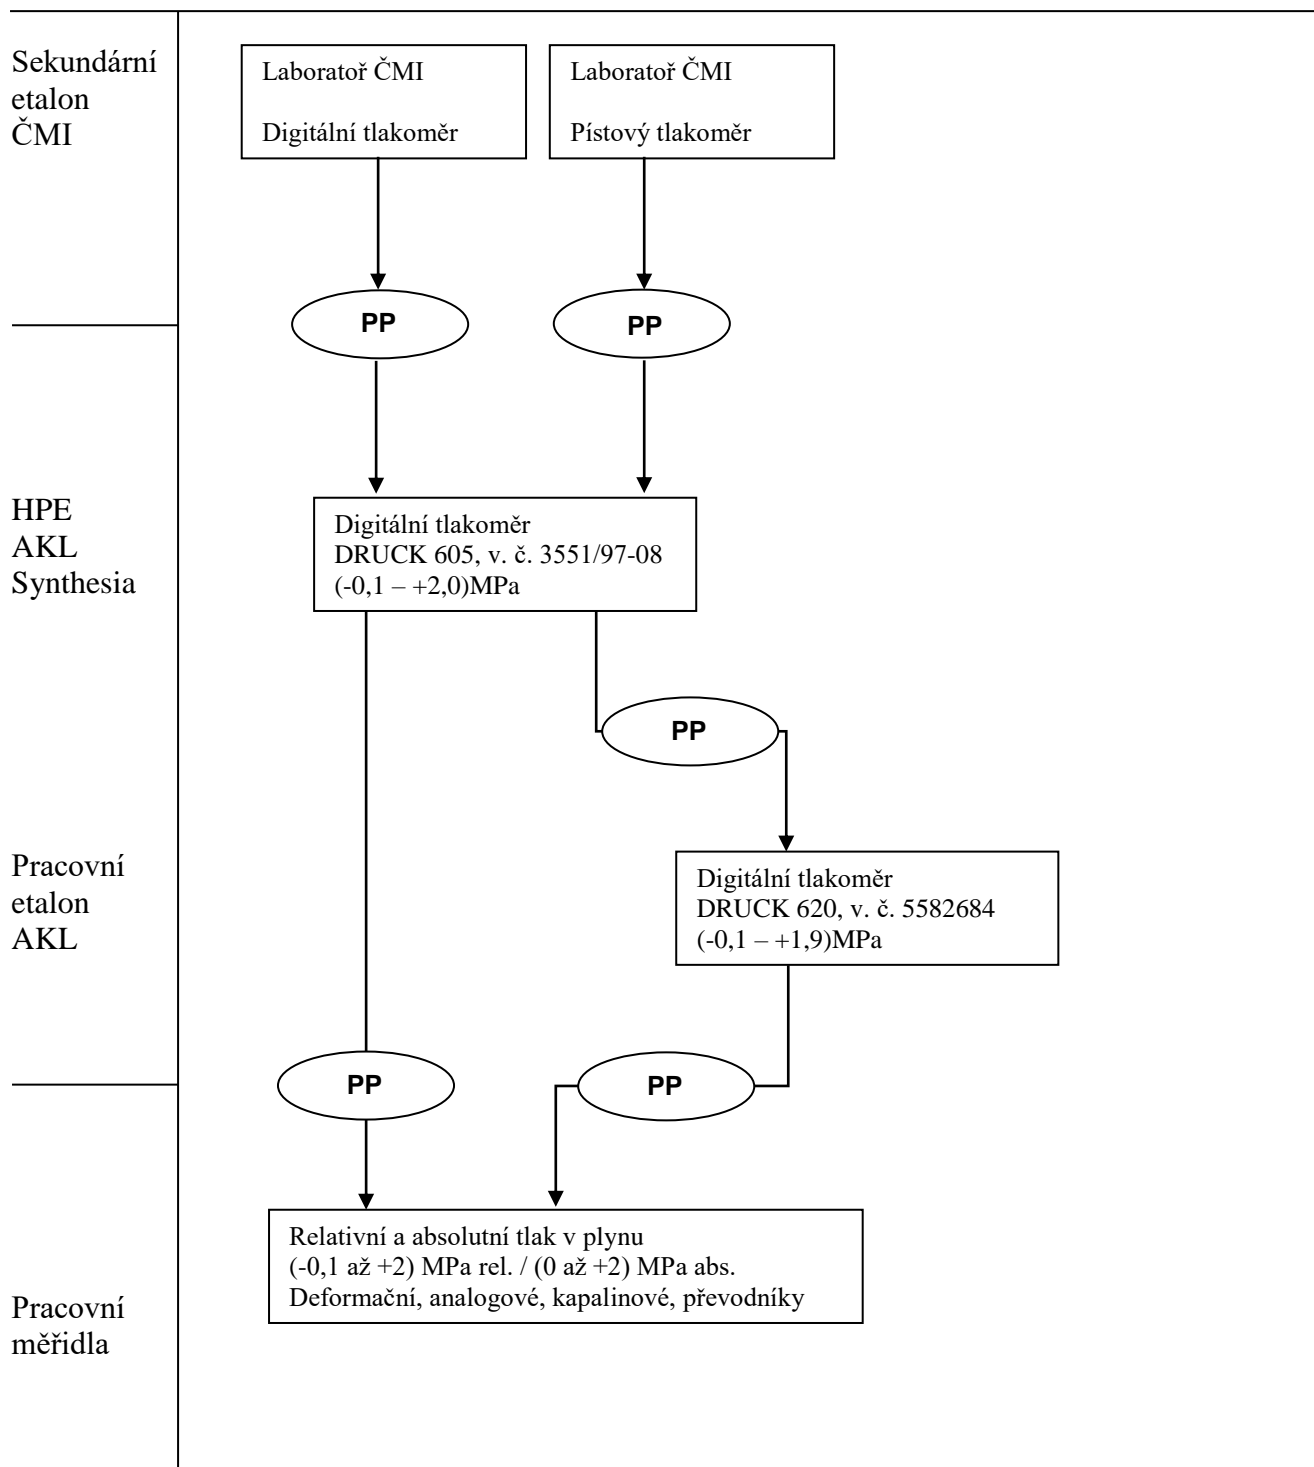 Sekundární
etalon
ČMI
Laboratoř ČMI
Digitální tlakoměr
Laboratoř ČMI
Pístový tlakoměr
PP
PP
HPE
AKL
Synthesia
Digitální tlakoměr
DRUCK 605, v. č. 3551/97-08
(-0,1 – +2,0)MPa
PP
Pracovní
etalon
AKL
Digitální tlakoměr
DRUCK 620, v. č. 5582684
(-0,1 – +1,9)MPa
PP
PP
Relativní a absolutní tlak v plynu
(-0,1 až +2) MPa rel. / (0 až +2) MPa abs.
Deformační, analogové, kapalinové, převodníky
Pracovní
měřidla